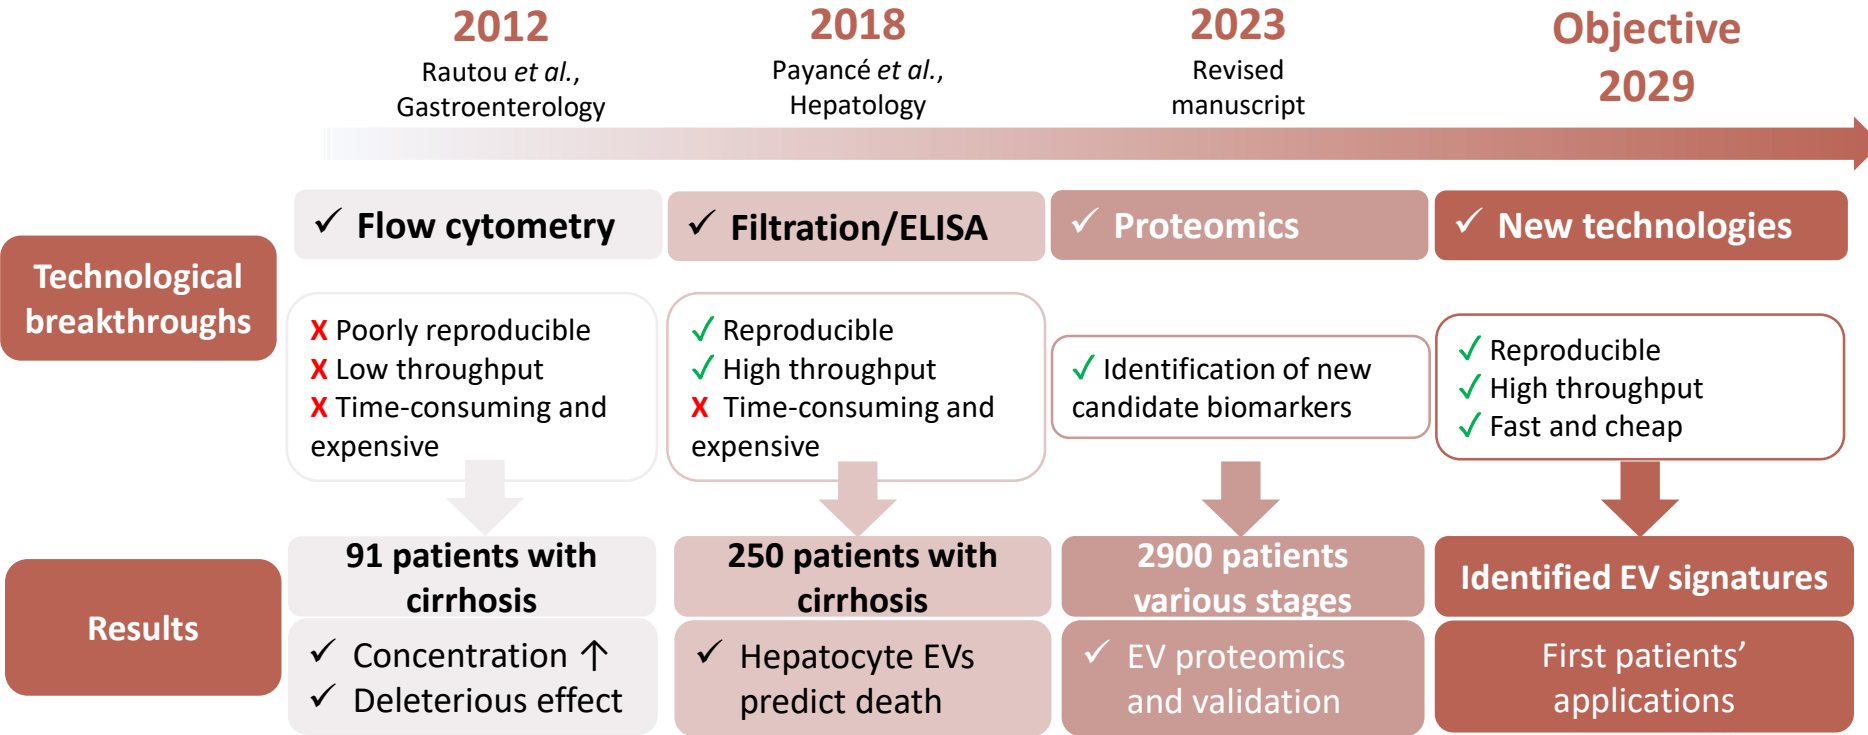 2012
Rautou et al.,
Gastroenterology
2018
Payancé et al.,
Hepatology
2023
Revised
manuscript
Objective
2029
Technological
breakthroughs
✓ Flow cytometry
✓ Filtration/ELISA
✓ Proteomics
✓ New technologies
X Poorly reproducible
X Low throughput
X Time-consuming and
expensive
✓ Reproducible
✓ High throughput
X Time-consuming and
expensive
✓ Identification of new
candidate biomarkers
✓ Reproducible
✓ High throughput
✓ Fast and cheap
Results
91 patients with
cirrhosis
250 patients with
cirrhosis
2900 patients
various stages
Identified EV signatures
✓ Concentration ↑
✓ Deleterious effect
✓ Hepatocyte EVs
predict death
✓ EV proteomics
and validation
First patients’
applications